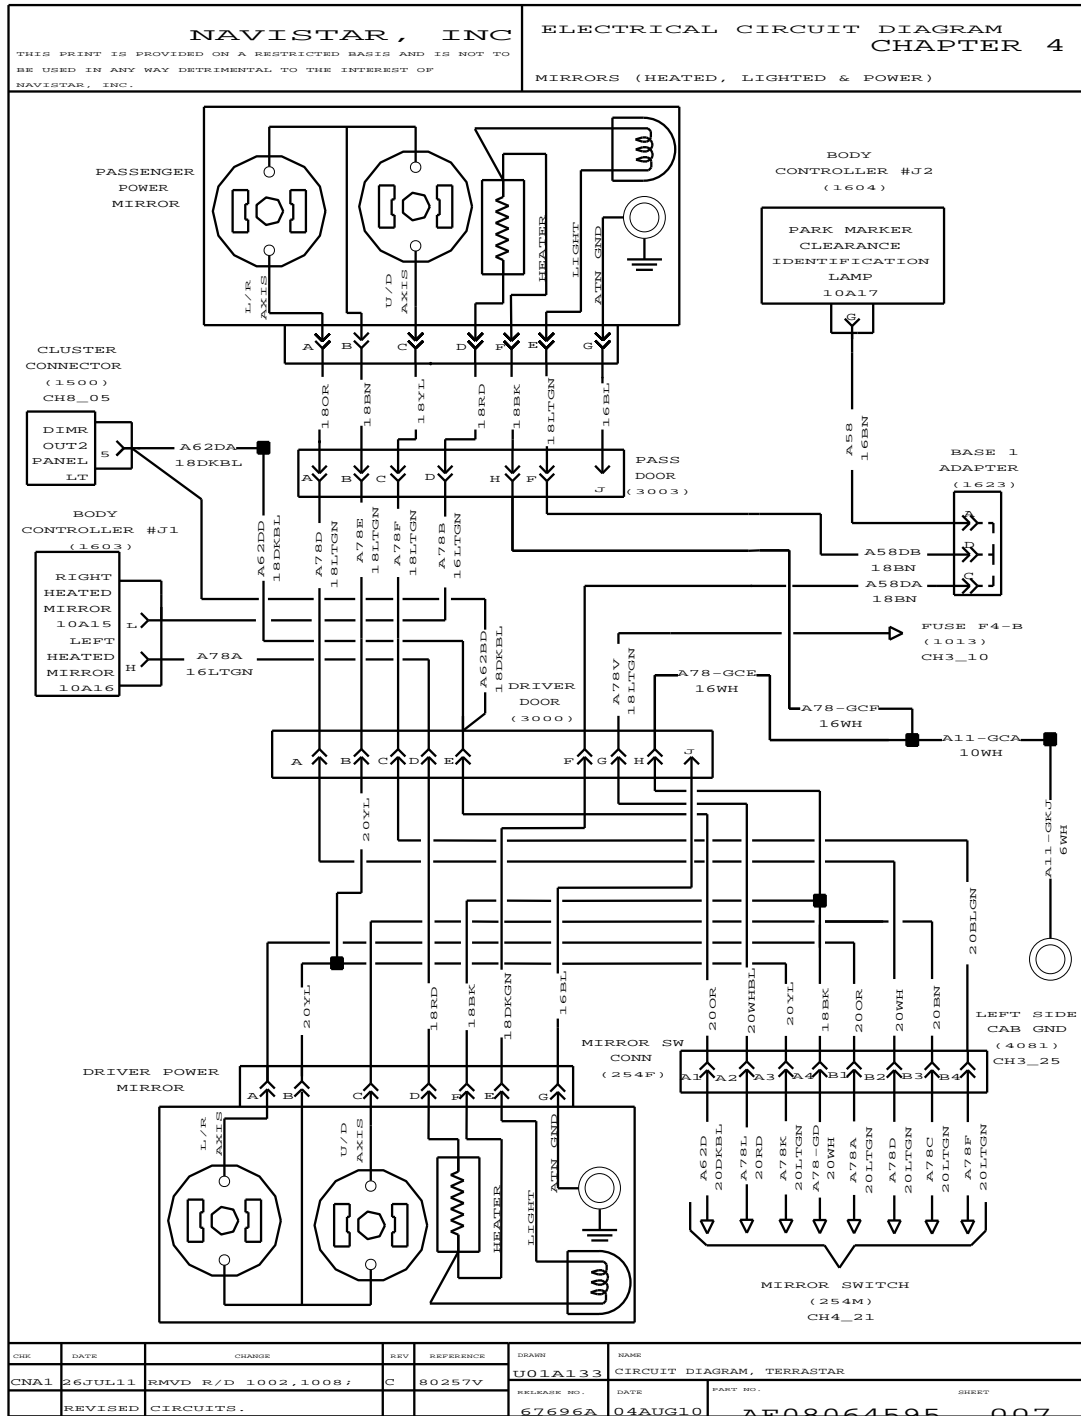 NAVISTAR, INC
THIS PRINT IS PROVIDED ON A RESTRICTED BASIS AND IS NOT TO
BE USED IN ANY WAY DETRIMENTAL TO THE INTEREST OF
NAVISTAR, INC.
ELECTRICAL CIRCUIT DIAGRAM
CHAPTER 4
MIRRORS (HEATED, LIGHTED & POWER)
PASSENGER
POWER
MIRROR
L/R
AXIS
U/D
AXIS
HEATER
LIGHT
ATN GND
A
B
C
D
F
E
G
BODY
CONTROLLER #J2
(1604)
PARK MARKER
CLEARANCE
IDENTIFICATION
LAMP
10A17
G
A58
16BN
CLUSTER
CONNECTOR
(1500)
CH8_05
DIMR
OUT2
PANEL
LT
5
A62DA
18DKBL
18OR
18BN
18YL
18RD
18BK
18LTGN
16BL
A
B
C
D
H
F
J
PASS
DOOR
(3003)
BASE 1
ADAPTER
(1623)
A
D
C
A58DB
18BN
A58DA
18BN
BODY
CONTROLLER #J1
(1603)
RIGHT
HEATED
MIRROR
10A15
LEFT
HEATED
MIRROR
10A16
L
H
A78A
16LTGN
A62DD
18DKBL
A78D
18LTGN
A78E
18LTGN
A78F
18LTGN
A78B
16LTGN
A62BD
18DKBL
FUSE F4-B
(1013)
CH3_10
A78V
18LTGN
A78-GCE
16WH
A78-GCF
16WH
A11-GCA
10WH
DRIVER
DOOR
(3000)
A
B
C
D
E
F
G
H
J
20YL
A11-GKJ
6WH
20BLGN
LEFT SIDE
CAB GND
(4081)
CH3_25
20YL
18RD
18BK
18DKGN
16BL
20OR
20WHBL
20YL
18BK
20OR
20WH
20BN
MIRROR SW
CONN
(254F)
A1
A2
A3
A4
B1
B2
B3
B4
DRIVER POWER
MIRROR
A
B
C
D
F
E
G
L/R
AXIS
U/D
AXIS
HEATER
LIGHT
ATN GND
A62D
20DKBL
A78L
20RD
A78K
20LTGN
A78-GD
20WH
A78A
20LTGN
A78D
20LTGN
A78C
20LTGN
A78F
20LTGN
MIRROR SWITCH
(254M)
CH4_21
CHK
DATE
CHANGE
REV
REFERENCE
DRAWN
NAME
CNA1
26JUL11
RMVD R/D 1002,1008;
C
80257V
U01A133
CIRCUIT DIAGRAM, TERRASTAR
REVISED CIRCUITS.
RELEASE NO.
DATE
PART NO.
SHEET
67696A
04AUG10
AE08064595
007